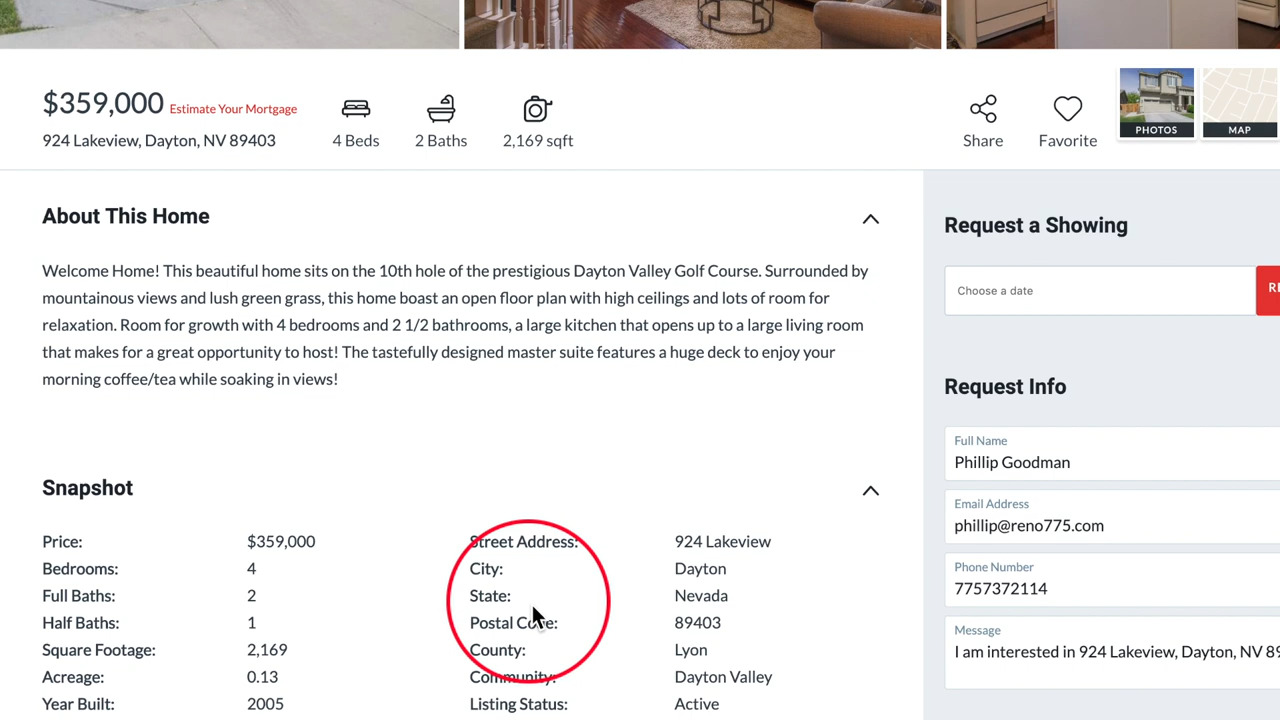 $359,000 Estimate Your Mortgage
924 Lakeview, Dayton, NV 89403
4 Beds
2 Baths
2,169 sqft
Share
Favorite
PHOTOS
MAP
About This Home
Welcome Home! This beautiful home sits on the 10th hole of the prestigious Dayton Valley Golf Course. Surrounded by
mountainous views and lush green grass, this home boast an open floor plan with high ceilings and lots of room for
relaxation. Room for growth with 4 bedrooms and 2 1/2 bathrooms, a large kitchen that opens up to a large living room
that makes for a great opportunity to host! The tastefully designed master suite features a huge deck to enjoy your
morning coffee/tea while soaking in views!
Snapshot
Price: $359,000
Bedrooms: 4
Full Baths: 2
Half Baths: 1
Square Footage: 2,169
Acreage: 0.13
Year Built: 2005
Street Address: 924 Lakeview
City: Dayton
State: Nevada
Postal Code: 89403
County: Lyon
Community: Dayton Valley
Listing Status: Active
Request a Showing
Choose a date
Request Info
Full Name
Phillip Goodman
Email Address
phillip@reno775.com
Phone Number
7757372114
Message
I am interested in 924 Lakeview, Dayton, NV